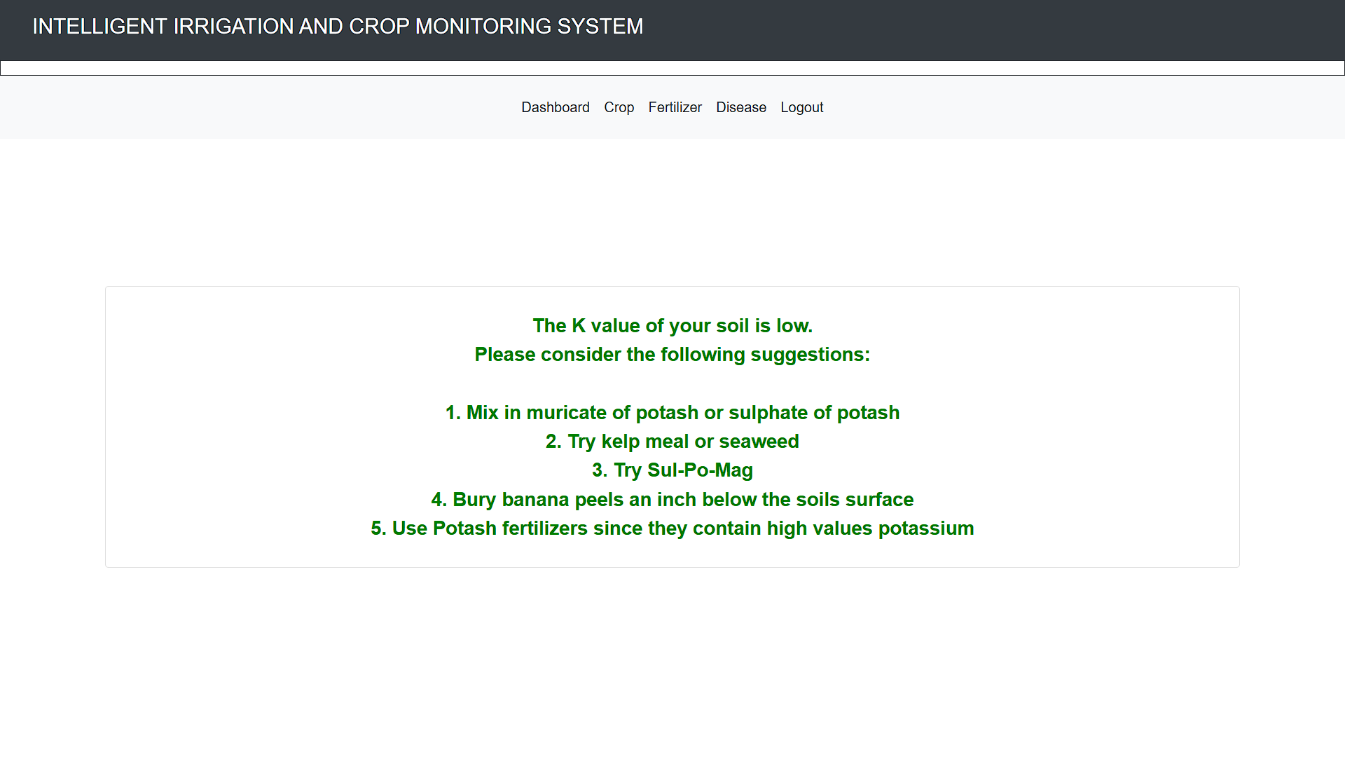 INTELLIGENT IRRIGATION AND CROP MONITORING SYSTEM
Dashboard Crop Fertilizer Disease Logout
The K value of your soil is low.
Please consider the following suggestions:
1. Mix in muricate of potash or sulphate of potash
2. Try kelp meal or seaweed
3. Try Sul-Po-Mag
4. Bury banana peels an inch below the soils surface
5. Use Potash fertilizers since they contain high values potassium